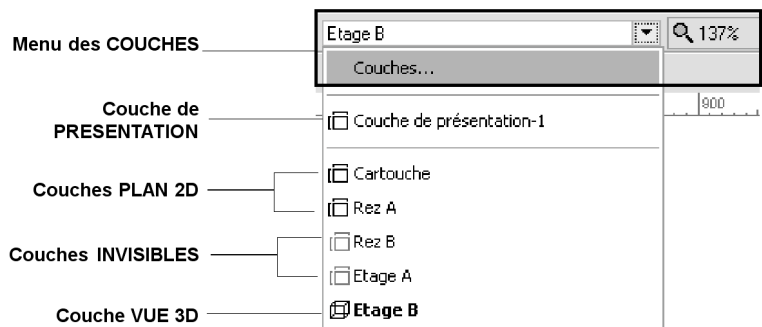 Etage B
137%
Menu des COUCHES
Couches...
900
Couche de
PRESENTATION
Couche de présentation-1
Couches PLAN 2D
Cartouche
Rez A
Couches INVISIBLES
Rez B
Etage A
Couche VUE 3D
Etage B